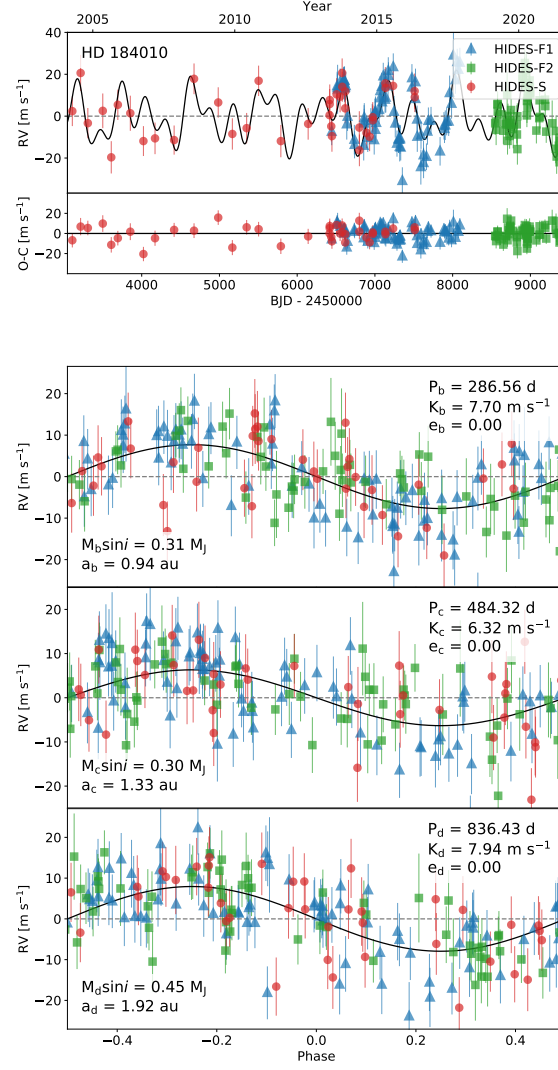 Year
2005 2010 2014 2017 2020
HD 184010
HIDES-F1
HIDES-F2
HIDES-S
40
20
0
−20
RV [m s⁻¹]
20
0
−20
O-C [m s⁻¹]
4000 5000 6000 7000 8000 9000
BJD - 2450000
20
10
0
−10
−20
RV [m s⁻¹]
P_b = 286.56 d
K_b = 7.70 m s⁻¹
e_b = 0.00
M_b sini = 0.31 M_J
a_b = 0.94 au
20
10
0
−10
−20
RV [m s⁻¹]
P_c = 484.32 d
K_c = 6.32 m s⁻¹
e_c = 0.00
M_c sini = 0.30 M_J
a_c = 1.33 au
20
10
0
−10
−20
RV [m s⁻¹]
P_d = 836.43 d
K_d = 7.94 m s⁻¹
e_d = 0.00
M_d sini = 0.45 M_J
a_d = 1.92 au
−0.4 −0.2 0.0 0.2 0.4
Phase